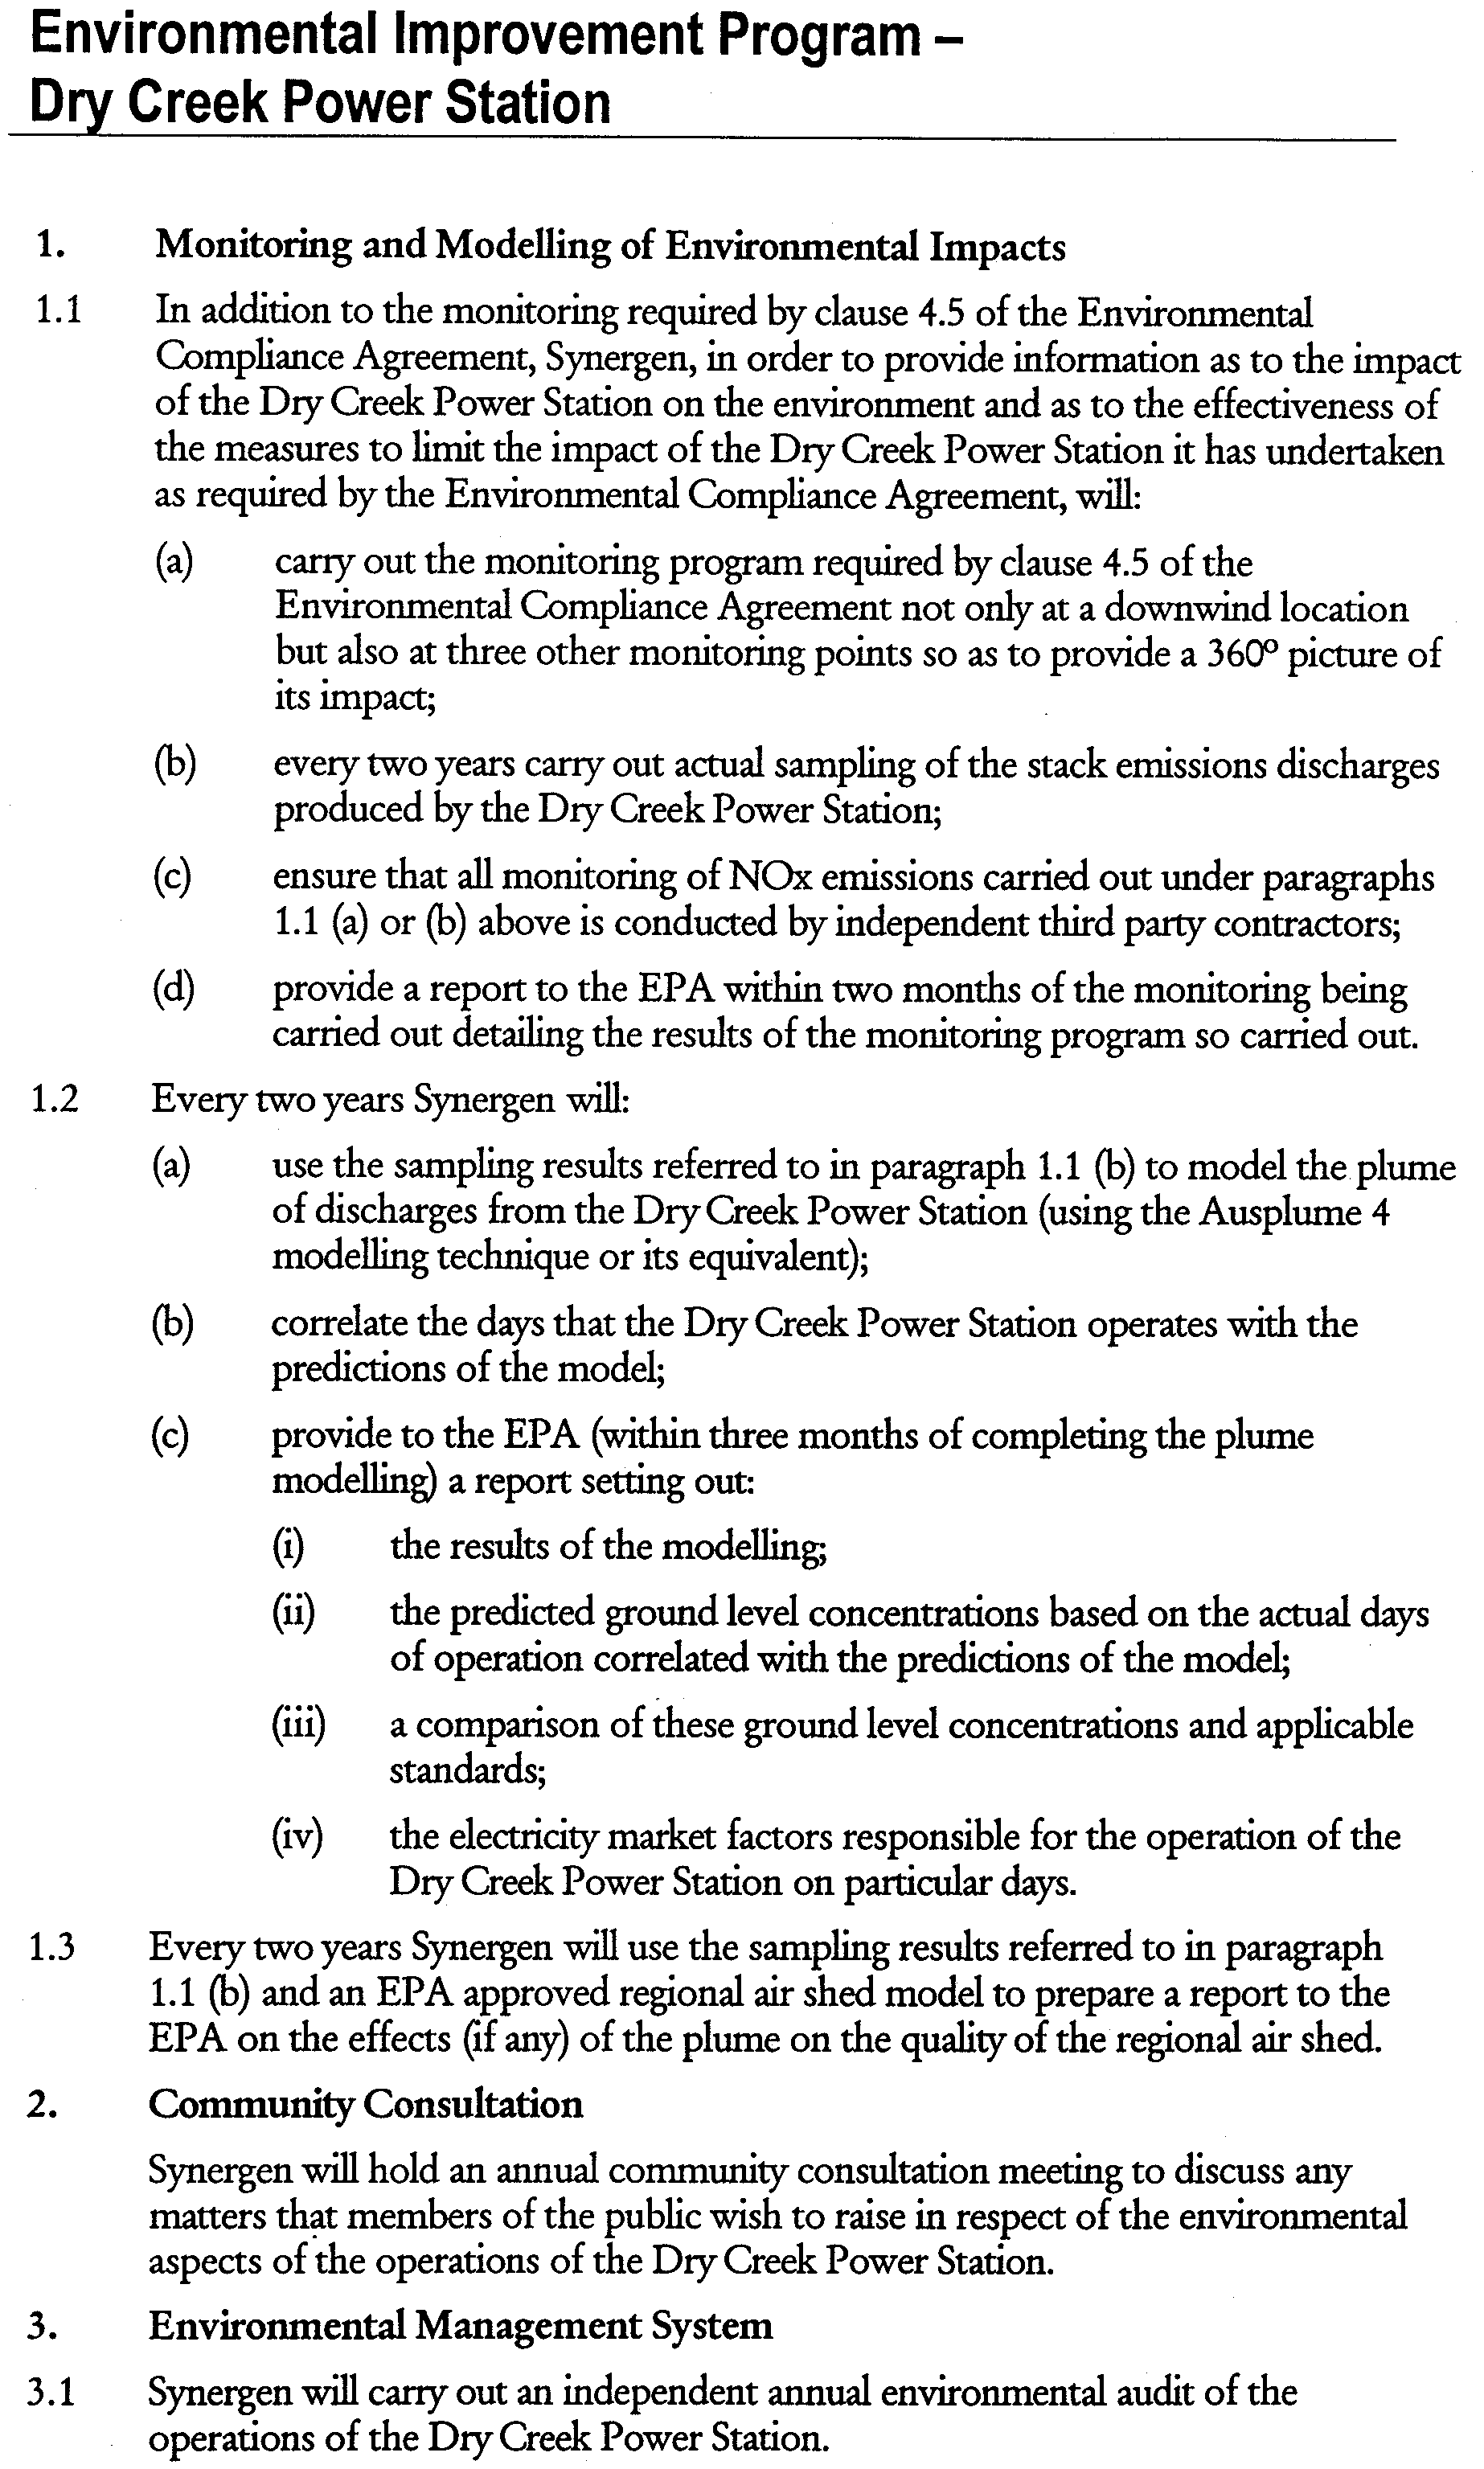 Environmental Improvement Program –
Dry Creek Power Station
1. Monitoring and Modelling of Environmental Impacts
1.1 In addition to the monitoring required by clause 4.5 of the Environmental
Compliance Agreement, Synergen, in order to provide information as to the impact
of the Dry Creek Power Station on the environment and as to the effectiveness of
the measures to limit the impact of the Dry Creek Power Station it has undertaken
as required by the Environmental Compliance Agreement, will:
(a) carry out the monitoring program required by clause 4.5 of the
Environmental Compliance Agreement not only at a downwind location
but also at three other monitoring points so as to provide a 360º picture of
its impact;
(b) every two years carry out actual sampling of the stack emissions discharges
produced by the Dry Creek Power Station;
(c) ensure that all monitoring of NOx emissions carried out under paragraphs
1.1 (a) or (b) above is conducted by independent third party contractors;
(d) provide a report to the EPA within two months of the monitoring being
carried out detailing the results of the monitoring program so carried out.
1.2 Every two years Synergen will:
(a) use the sampling results referred to in paragraph 1.1 (b) to model the plume
of discharges from the Dry Creek Power Station (using the Ausplume 4
modelling technique or its equivalent);
(b) correlate the days that the Dry Creek Power Station operates with the
predictions of the model;
(c) provide to the EPA (within three months of completing the plume
modelling) a report setting out:
(i) the results of the modelling;
(ii) the predicted ground level concentrations based on the actual days
of operation correlated with the predictions of the model;
(iii) a comparison of these ground level concentrations and applicable
standards;
(iv) the electricity market factors responsible for the operation of the
Dry Creek Power Station on particular days.
1.3 Every two years Synergen will use the sampling results referred to in paragraph
1.1 (b) and an EPA approved regional air shed model to prepare a report to the
EPA on the effects (if any) of the plume on the quality of the regional air shed.
2. Community Consultation
Synergen will hold an annual community consultation meeting to discuss any
matters that members of the public wish to raise in respect of the environmental
aspects of the operations of the Dry Creek Power Station.
3. Environmental Management System
3.1 Synergen will carry out an independent annual environmental audit of the
operations of the Dry Creek Power Station.